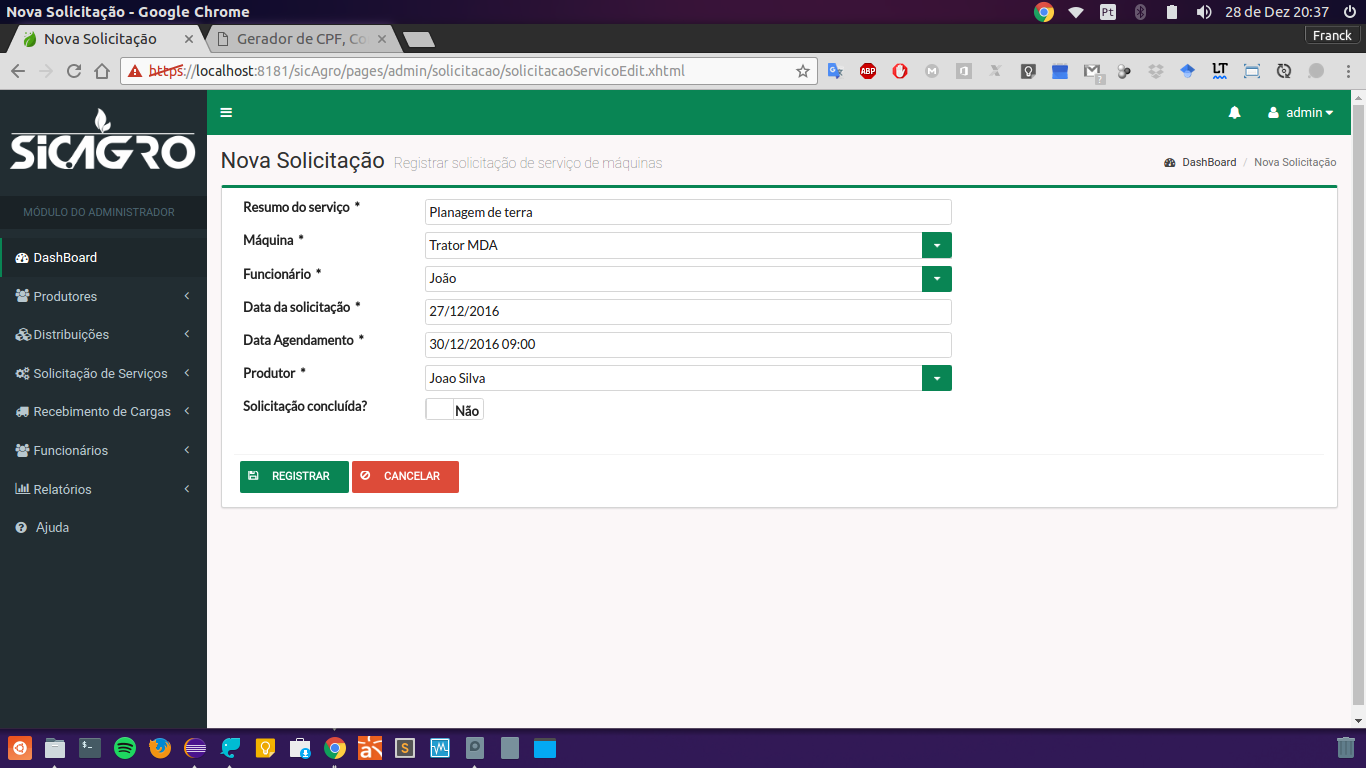 Nova Solicitação - Google Chrome
Pt
28 de Dez 20:37
Nova Solicitação
Gerador de CPF, Co
Franck
https://localhost:8181/sicAgro/pages/admin/solicitacao/solicitacaoServicoEdit.xhtml
ABP
LT
SICAGRO
admin
Nova Solicitação Registrar solicitação de serviço de máquinas
DashBoard / Nova Solicitação
MÓDULO DO ADMINISTRADOR
DashBoard
Produtores
Distribuições
Solicitação de Serviços
Recebimento de Cargas
Funcionários
Relatórios
Ajuda
Resumo do serviço * Planagem de terra
Máquina * Trator MDA
Funcionário * João
Data da solicitação * 27/12/2016
Data Agendamento * 30/12/2016 09:00
Produtor * Joao Silva
Solicitação concluída? Não
REGISTRAR
CANCELAR